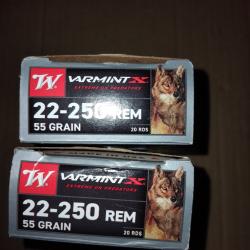 W
VARMINT X
EXTREME ON PREDATORS
22-250 REM
55 GRAIN
20 RDS
W
VARMINT X
EXTREME ON PREDATORS
22-250 REM
55 GRAIN
20 RDS